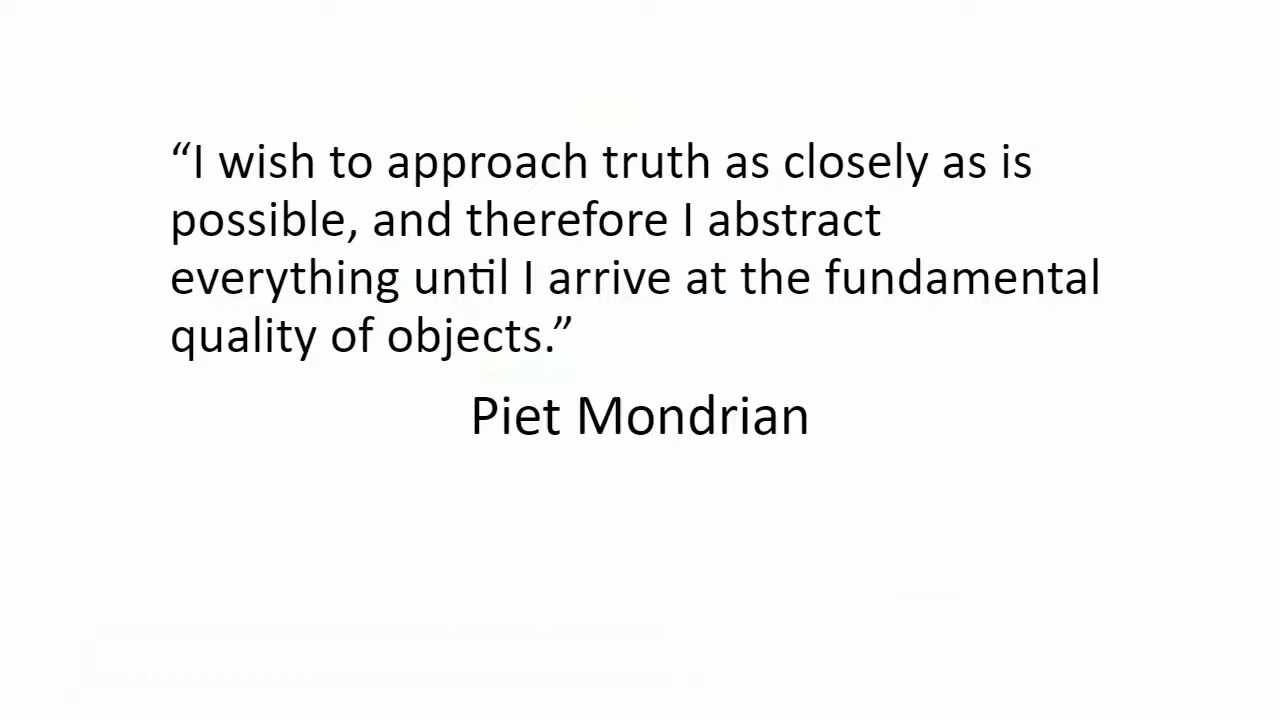 “I wish to approach truth as closely as is
possible, and therefore I abstract
everything until I arrive at the fundamental
quality of objects.”
Piet Mondrian